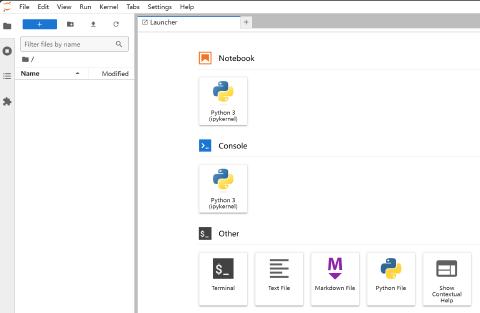 File Edit View Run Kernel Tabs Settings Help
Launcher
Filter files by name
/
Name Modified
Notebook
Python 3
(ipykernel)
Console
Python 3
(ipykernel)
Other
$_ 
Terminal
Text File
M
Markdown File
Python File
Show
Contextual
Help